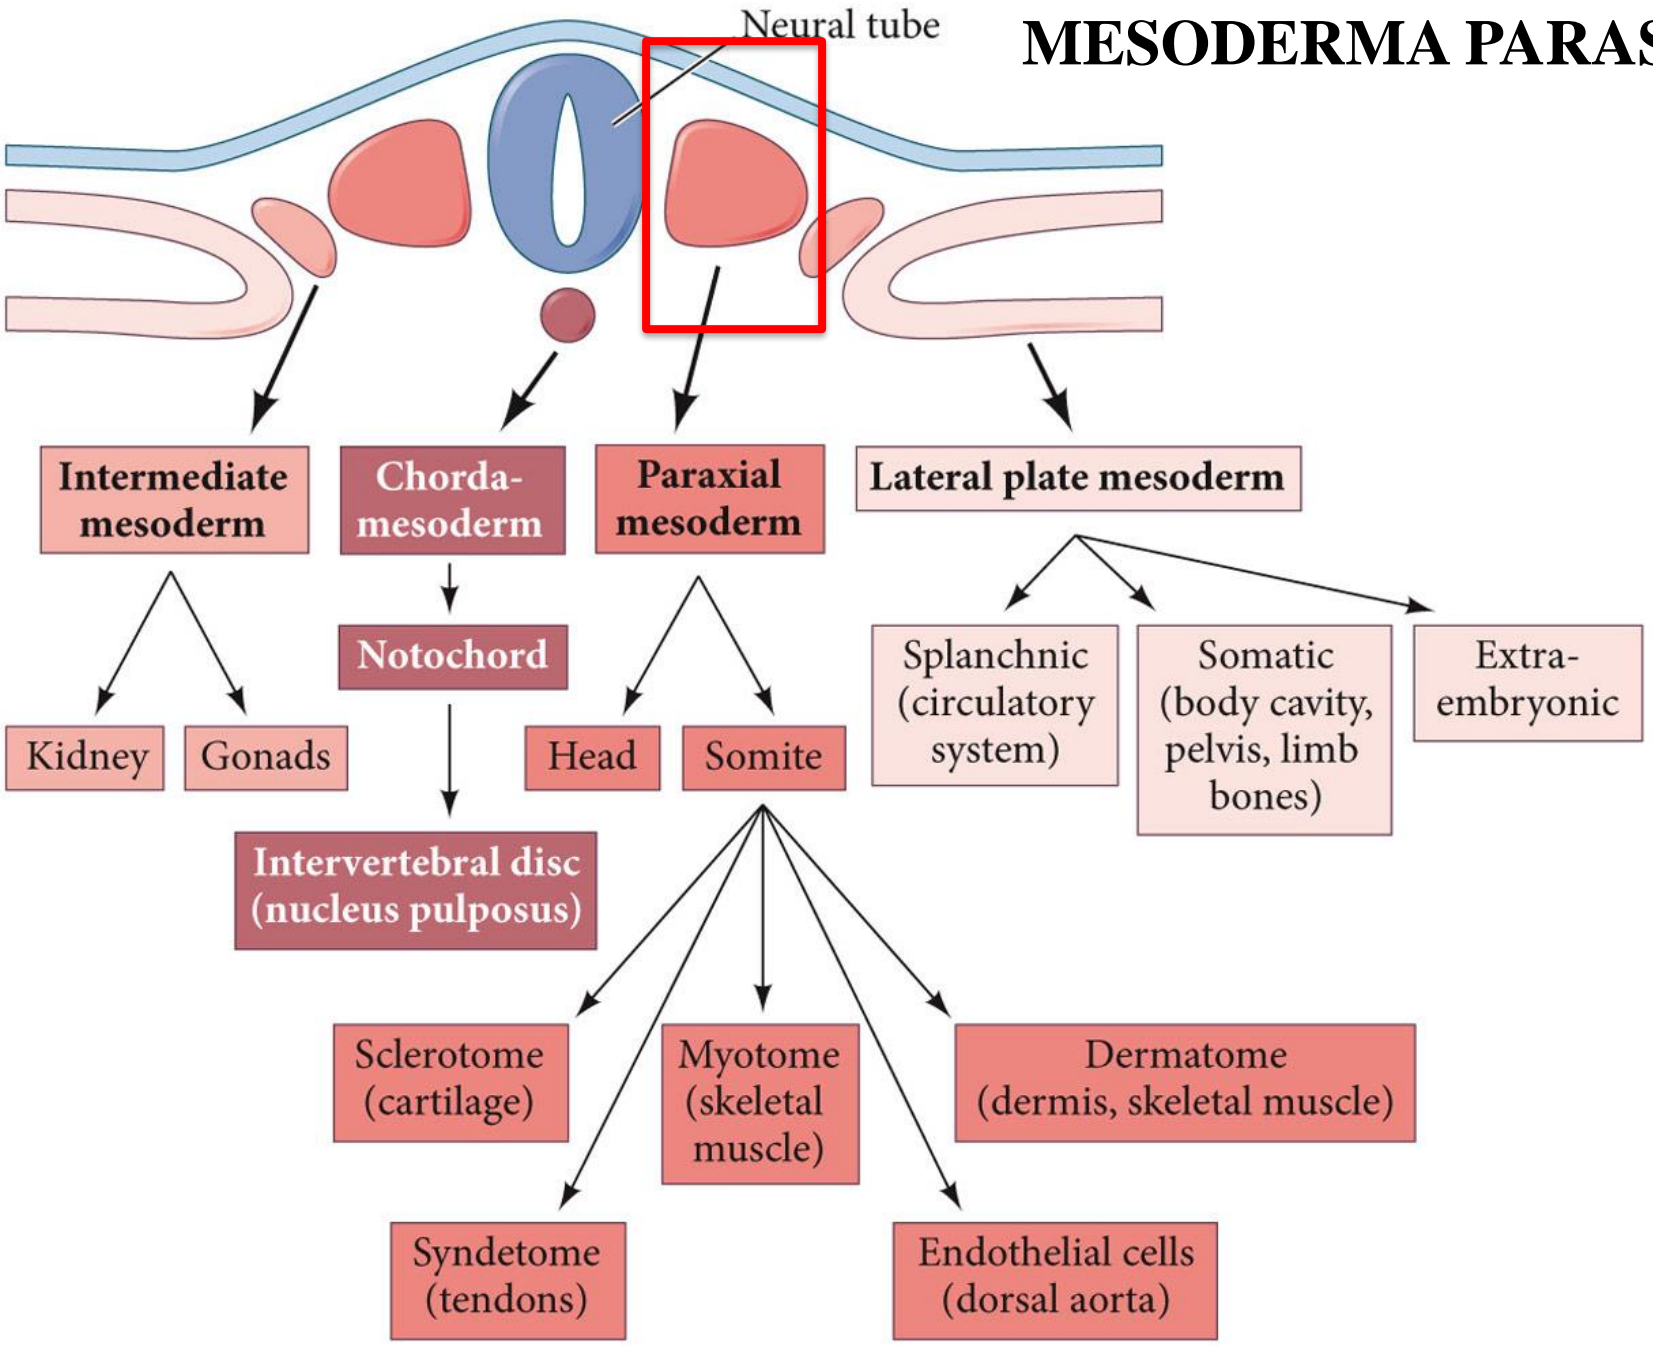 Neural tube
MESODERMA PARAS
Intermediate
mesoderm
Chorda-
mesoderm
Paraxial
mesoderm
Lateral plate mesoderm
Notochord
Splanchnic
(circulatory
system)
Somatic
(body cavity,
pelvis, limb
bones)
Extra-
embryonic
Kidney
Gonads
Head
Somite
Intervertebral disc
(nucleus pulposus)
Sclerotome
(cartilage)
Myotome
(skeletal
muscle)
Dermatome
(dermis, skeletal muscle)
Syndetome
(tendons)
Endothelial cells
(dorsal aorta)